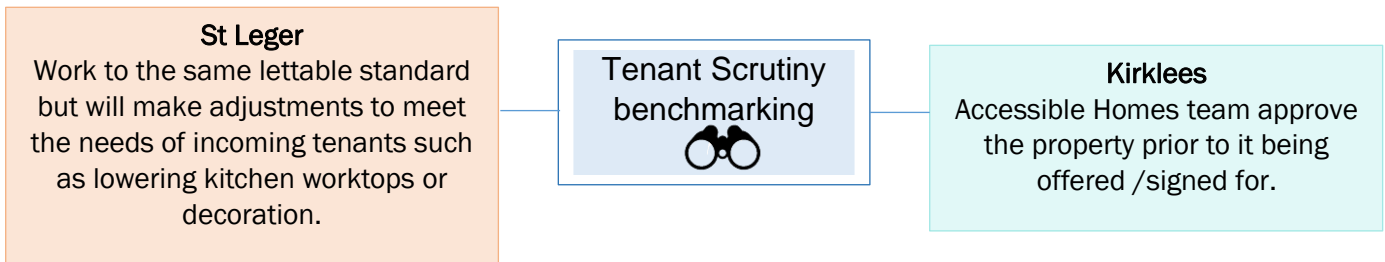 St Leger
Work to the same lettable standard
but will make adjustments to meet
the needs of incoming tenants such
as lowering kitchen worktops or
decoration.
Tenant Scrutiny
benchmarking
Kirklees
Accessible Homes team approve
the property prior to it being
offered /signed for.